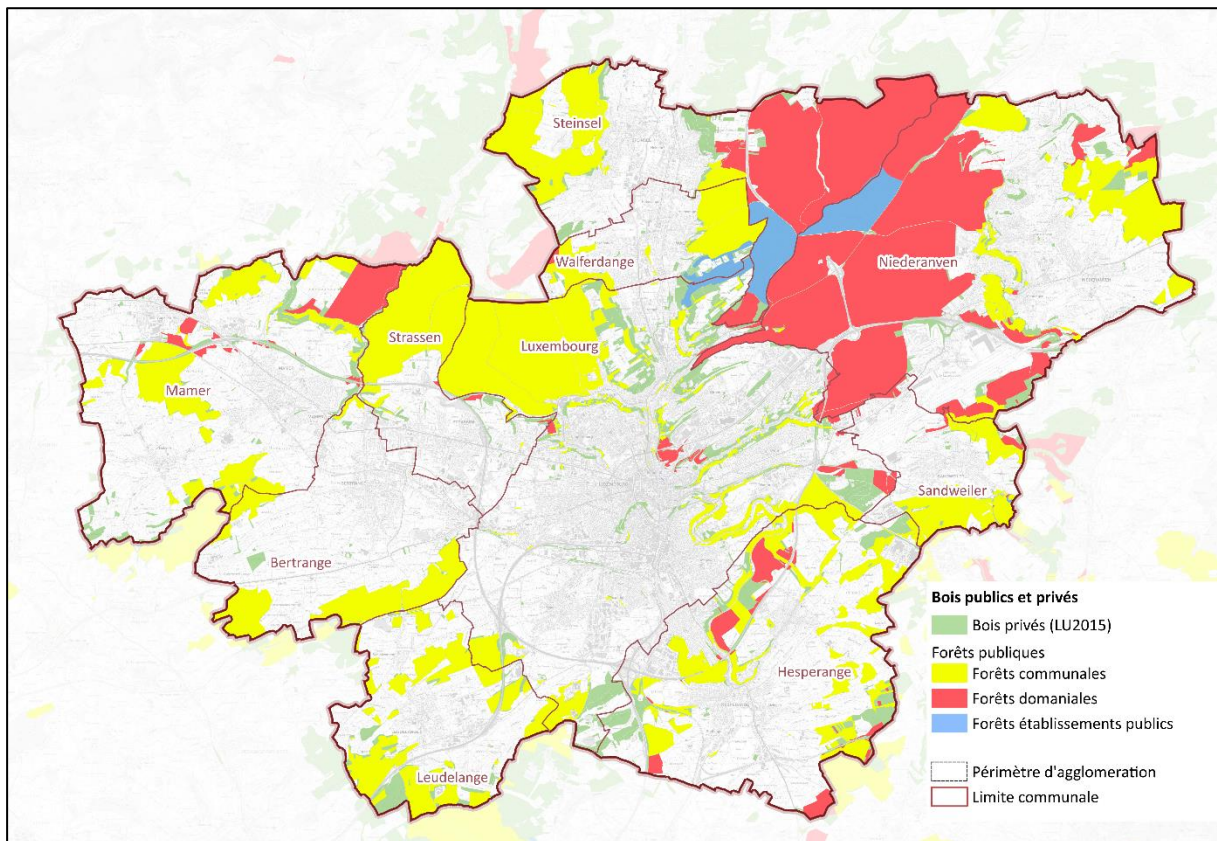 Steinsel
Walferdange
Niederanven
Strassen
Luxembourg
Mamer
Sandweiler
Bertrange
Hesperange
Leudelange
Bois publics et privés
Bois privés (LU2015)
Forêts publiques
Forêts communales
Forêts domaniales
Forêts établissements publics
Périmètre d'agglomeration
Limite communale